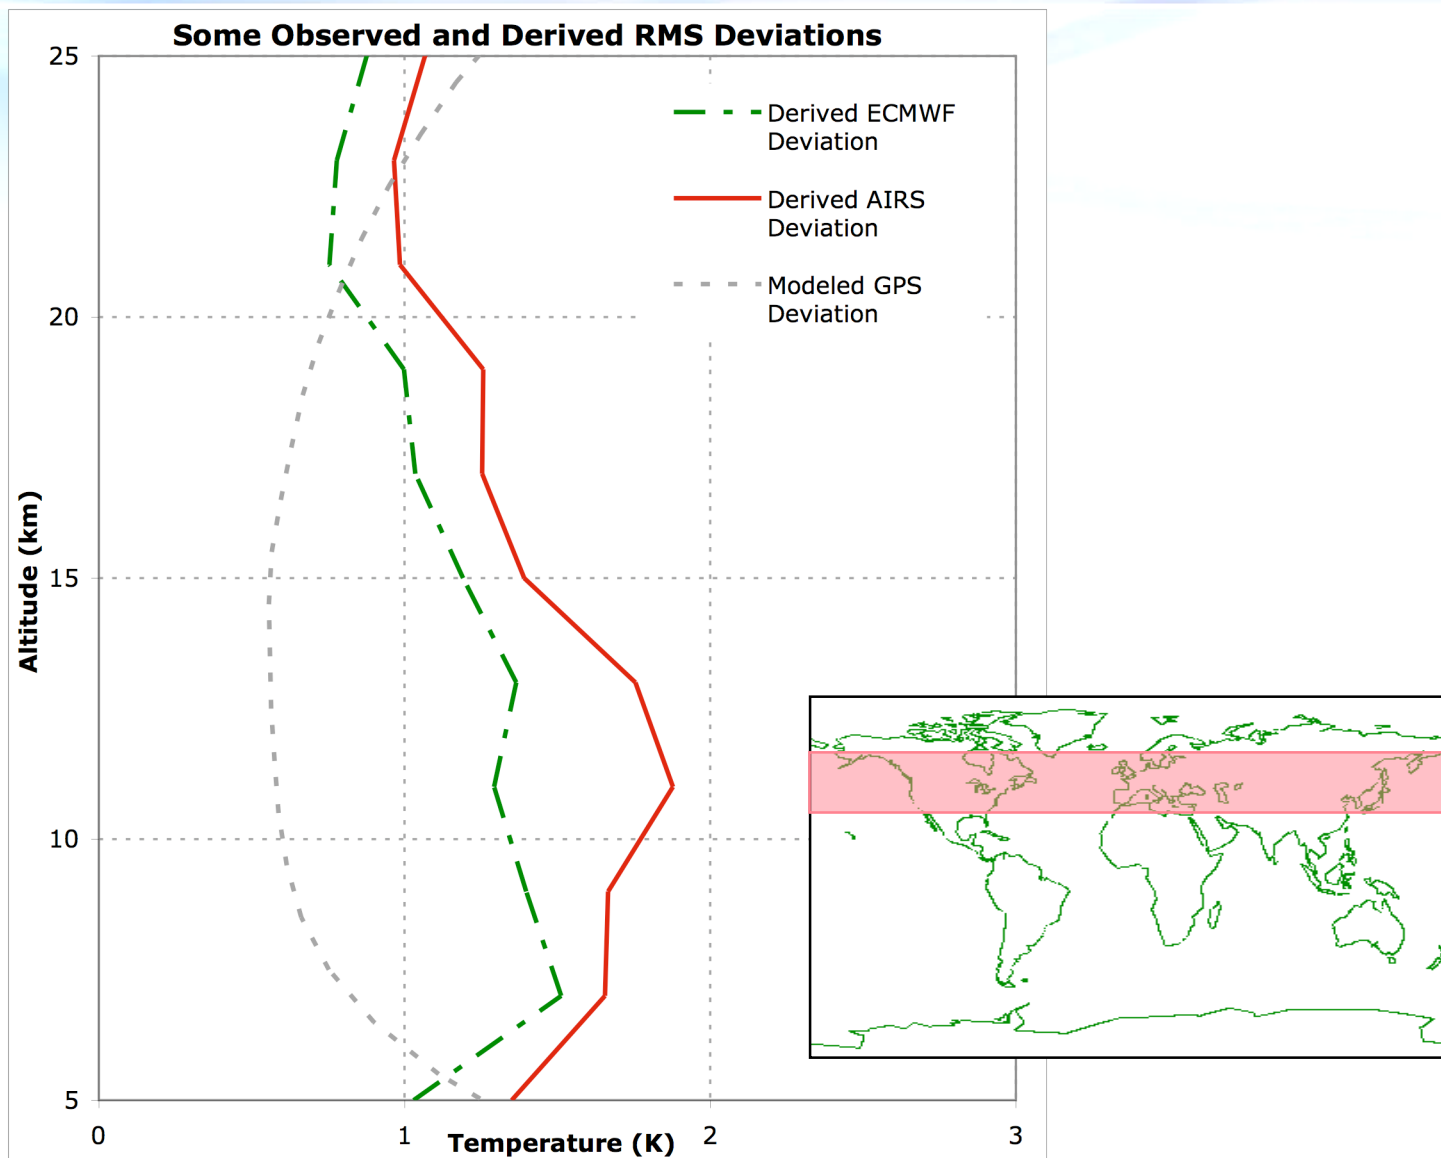 Some Observed and Derived RMS Deviations
25
Derived ECMWF
Deviation
Derived AIRS
Deviation
Modeled GPS
Deviation
20
15
10
5
Altitude (km)
0
1
2
3
Temperature (K)